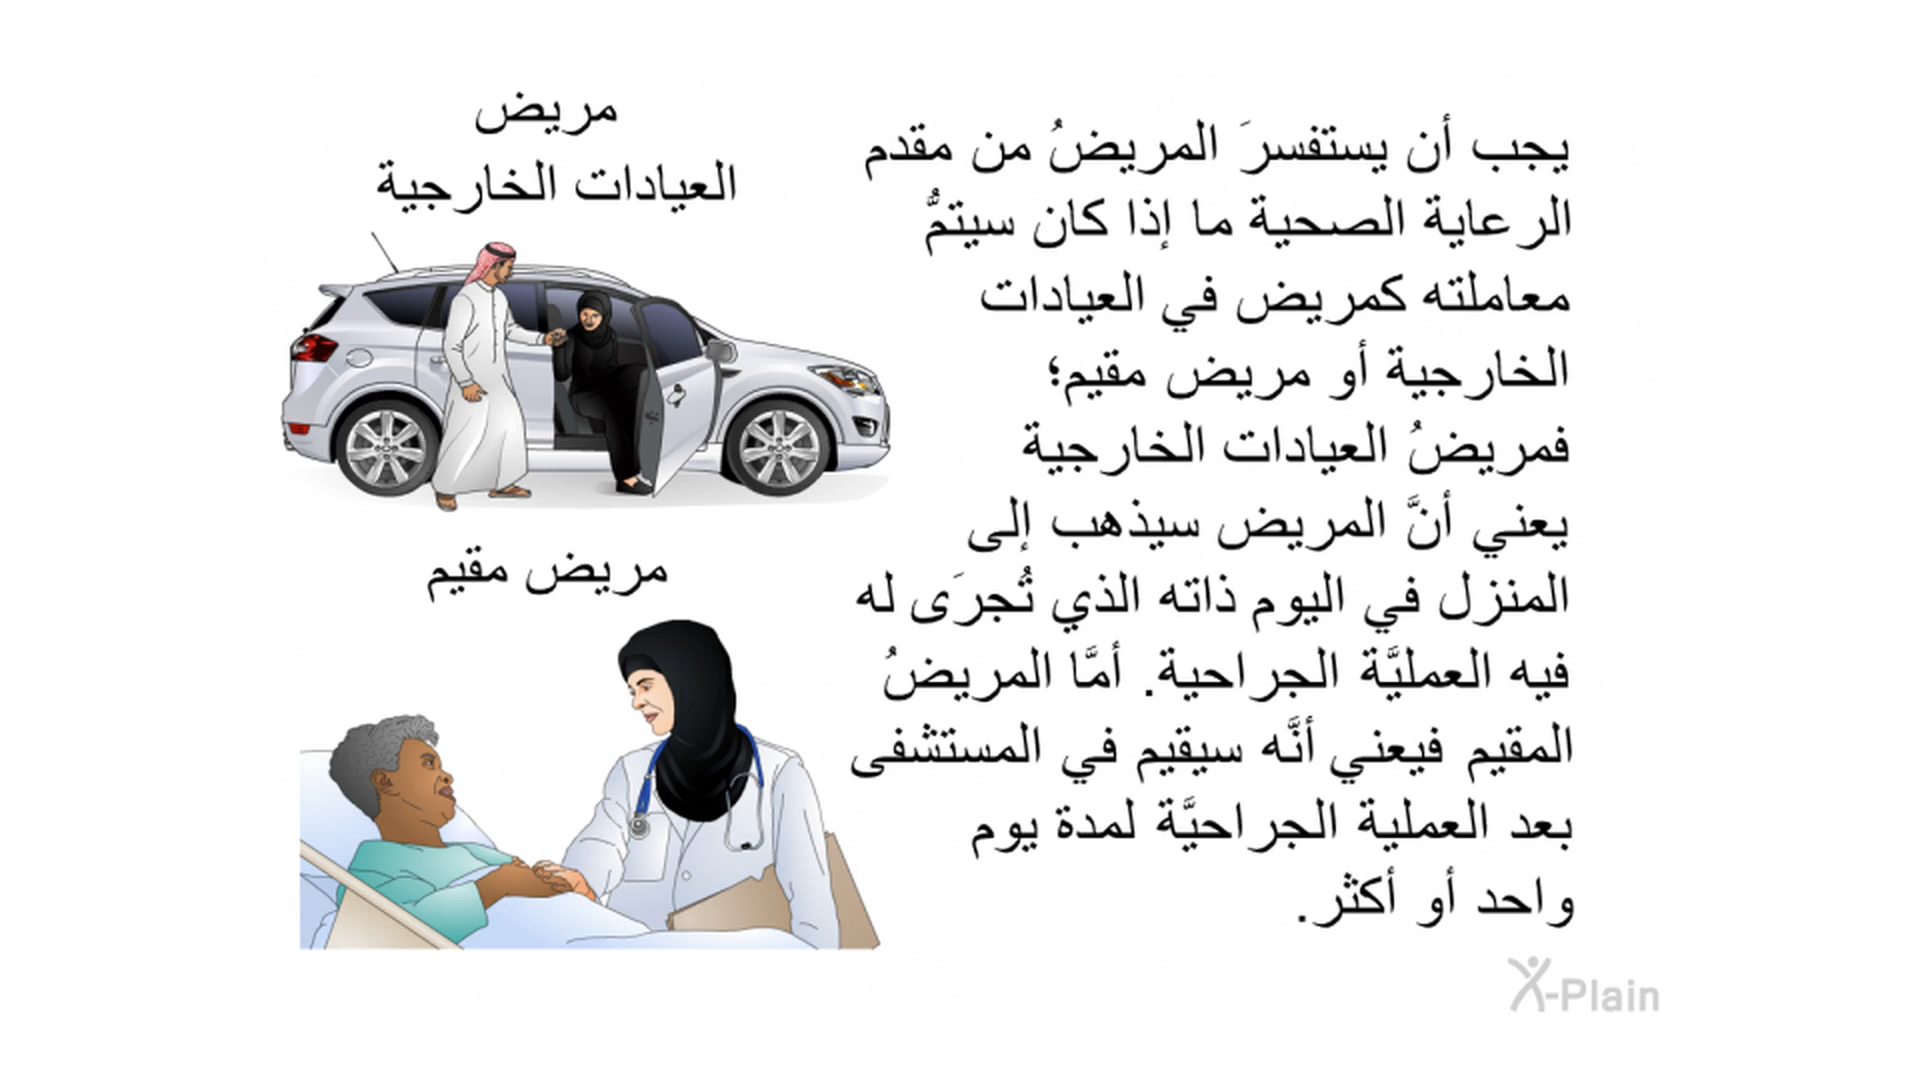 مريض
العيادات الخارجية
يجب أن يستفسرَ المريضُ من مقدم
الرعاية الصحية ما إذا كان سيتمُّ
معاملته كمريض في العيادات
الخارجية أو مريض مقيم؛
فمريضُ العيادات الخارجية
يعني أنَّ المريض سيذهب إلى
المنزل في اليوم ذاته الذي تُجرَى له
فيه العمليَّة الجراحية. أمَّا المريضُ
المقيم فيعني أنَّه سيقيم في المستشفى
بعد العملية الجراحيَّة لمدة يوم
واحد أو أكثر.
مريض مقيم
X-Plain